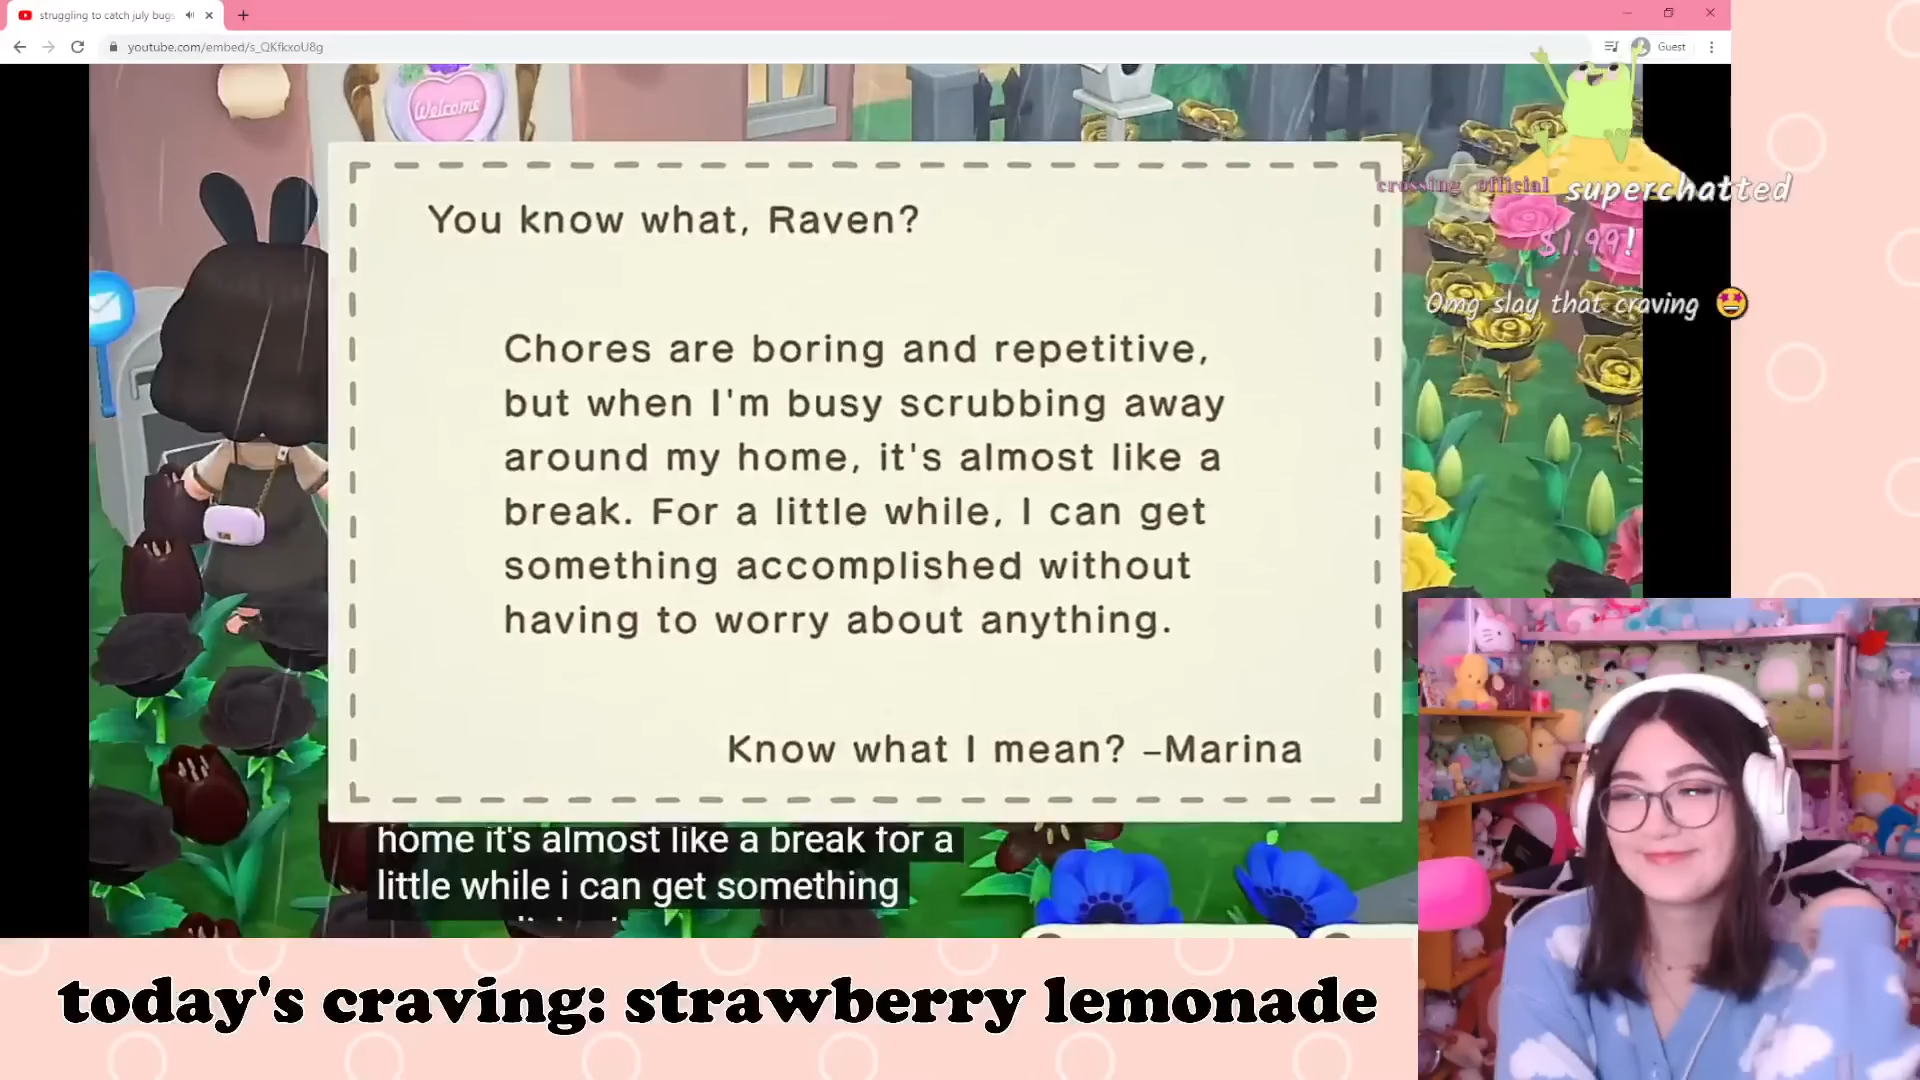 struggling to catch july bugs
youtube.com/embed/s_QKfkxoU8g
Guest
Welcome
crossing official superchatted
$1.99!
Omg slay that craving 🤩
You know what, Raven?
Chores are boring and repetitive,
but when I'm busy scrubbing away
around my home, it's almost like a
break. For a little while, I can get
something accomplished without
having to worry about anything.
Know what I mean? –Marina
home it's almost like a break for a
little while i can get something
today's craving: strawberry lemonade